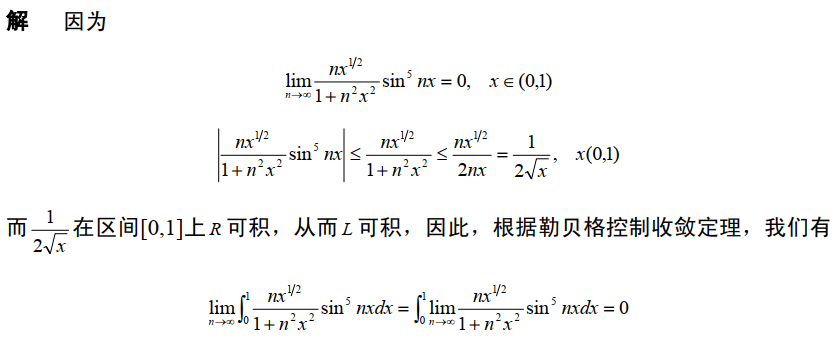 解 因为
$$\lim_{n\to\infty}\frac{nx^{1/2}}{1+n^2x^2}\sin^5 nx=0,\quad x\in(0,1)$$
$$\left|\frac{nx^{1/2}}{1+n^2x^2}\sin^5 nx\right|\le\frac{nx^{1/2}}{1+n^2x^2}\le\frac{nx^{1/2}}{2nx}=\frac{1}{2\sqrt{x}},\quad x(0,1)$$
而 $\frac{1}{2\sqrt{x}}$ 在区间[0,1]上 $R$ 可积，从而 $L$ 可积，因此，根据勒贝格控制收敛定理，我们有
$$\lim_{n\to\infty}\int_0^1\frac{nx^{1/2}}{1+n^2x^2}\sin^5 nxdx=\int_0^1\lim_{n\to\infty}\frac{nx^{1/2}}{1+n^2x^2}\sin^5 nxdx=0$$